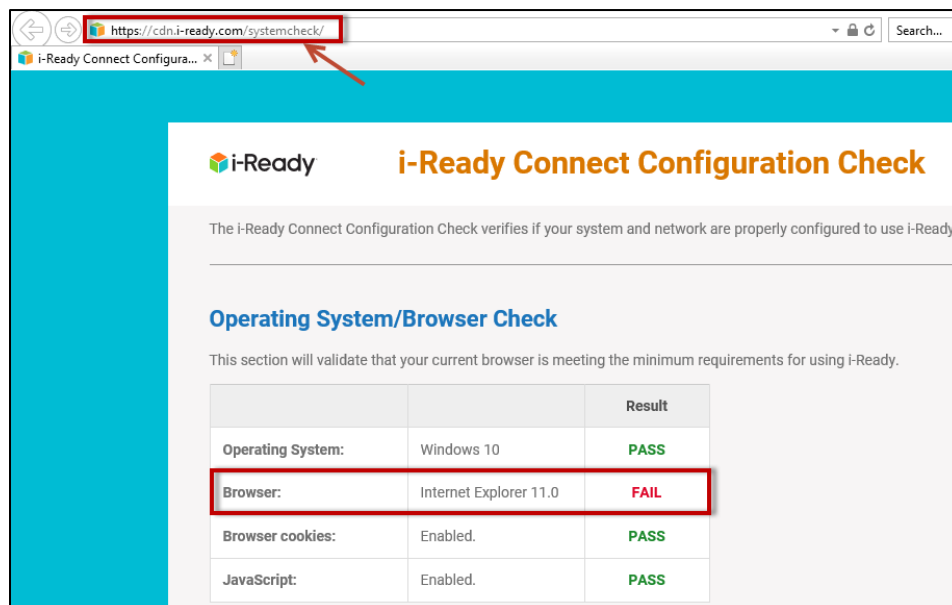 https://cdn.i-ready.com/systemcheck/
Search...
i-Ready Connect Configura...
i-Ready
i-Ready Connect Configuration Check
The i-Ready Connect Configuration Check verifies if your system and network are properly configured to use i-Ready
Operating System/Browser Check
This section will validate that your current browser is meeting the minimum requirements for using i-Ready.
Result
Operating System: Windows 10 PASS
Browser: Internet Explorer 11.0 FAIL
Browser cookies: Enabled. PASS
JavaScript: Enabled. PASS